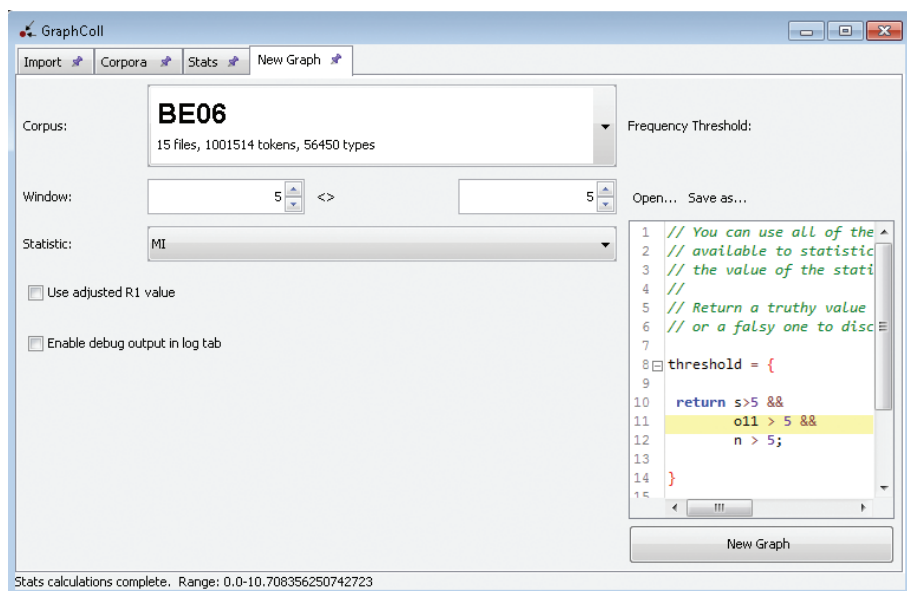 GraphColl
Import Corpora Stats New Graph
Corpus:
BE06
15 files, 1001514 tokens, 56450 types
Frequency Threshold:
Window:
5 <> 5
Open... Save as...
Statistic:
MI
Use adjusted R1 value
Enable debug output in log tab
1 // You can use all of the
2 // available to statistic
3 // the value of the stati
4 //
5 // Return a truthy value
6 // or a falsy one to disc
7
8 threshold = {
9
10 return s>5 &&
11 o11 > 5 &&
12 n > 5;
13
14 }
15
New Graph
Stats calculations complete. Range: 0.0-10.708356250742723